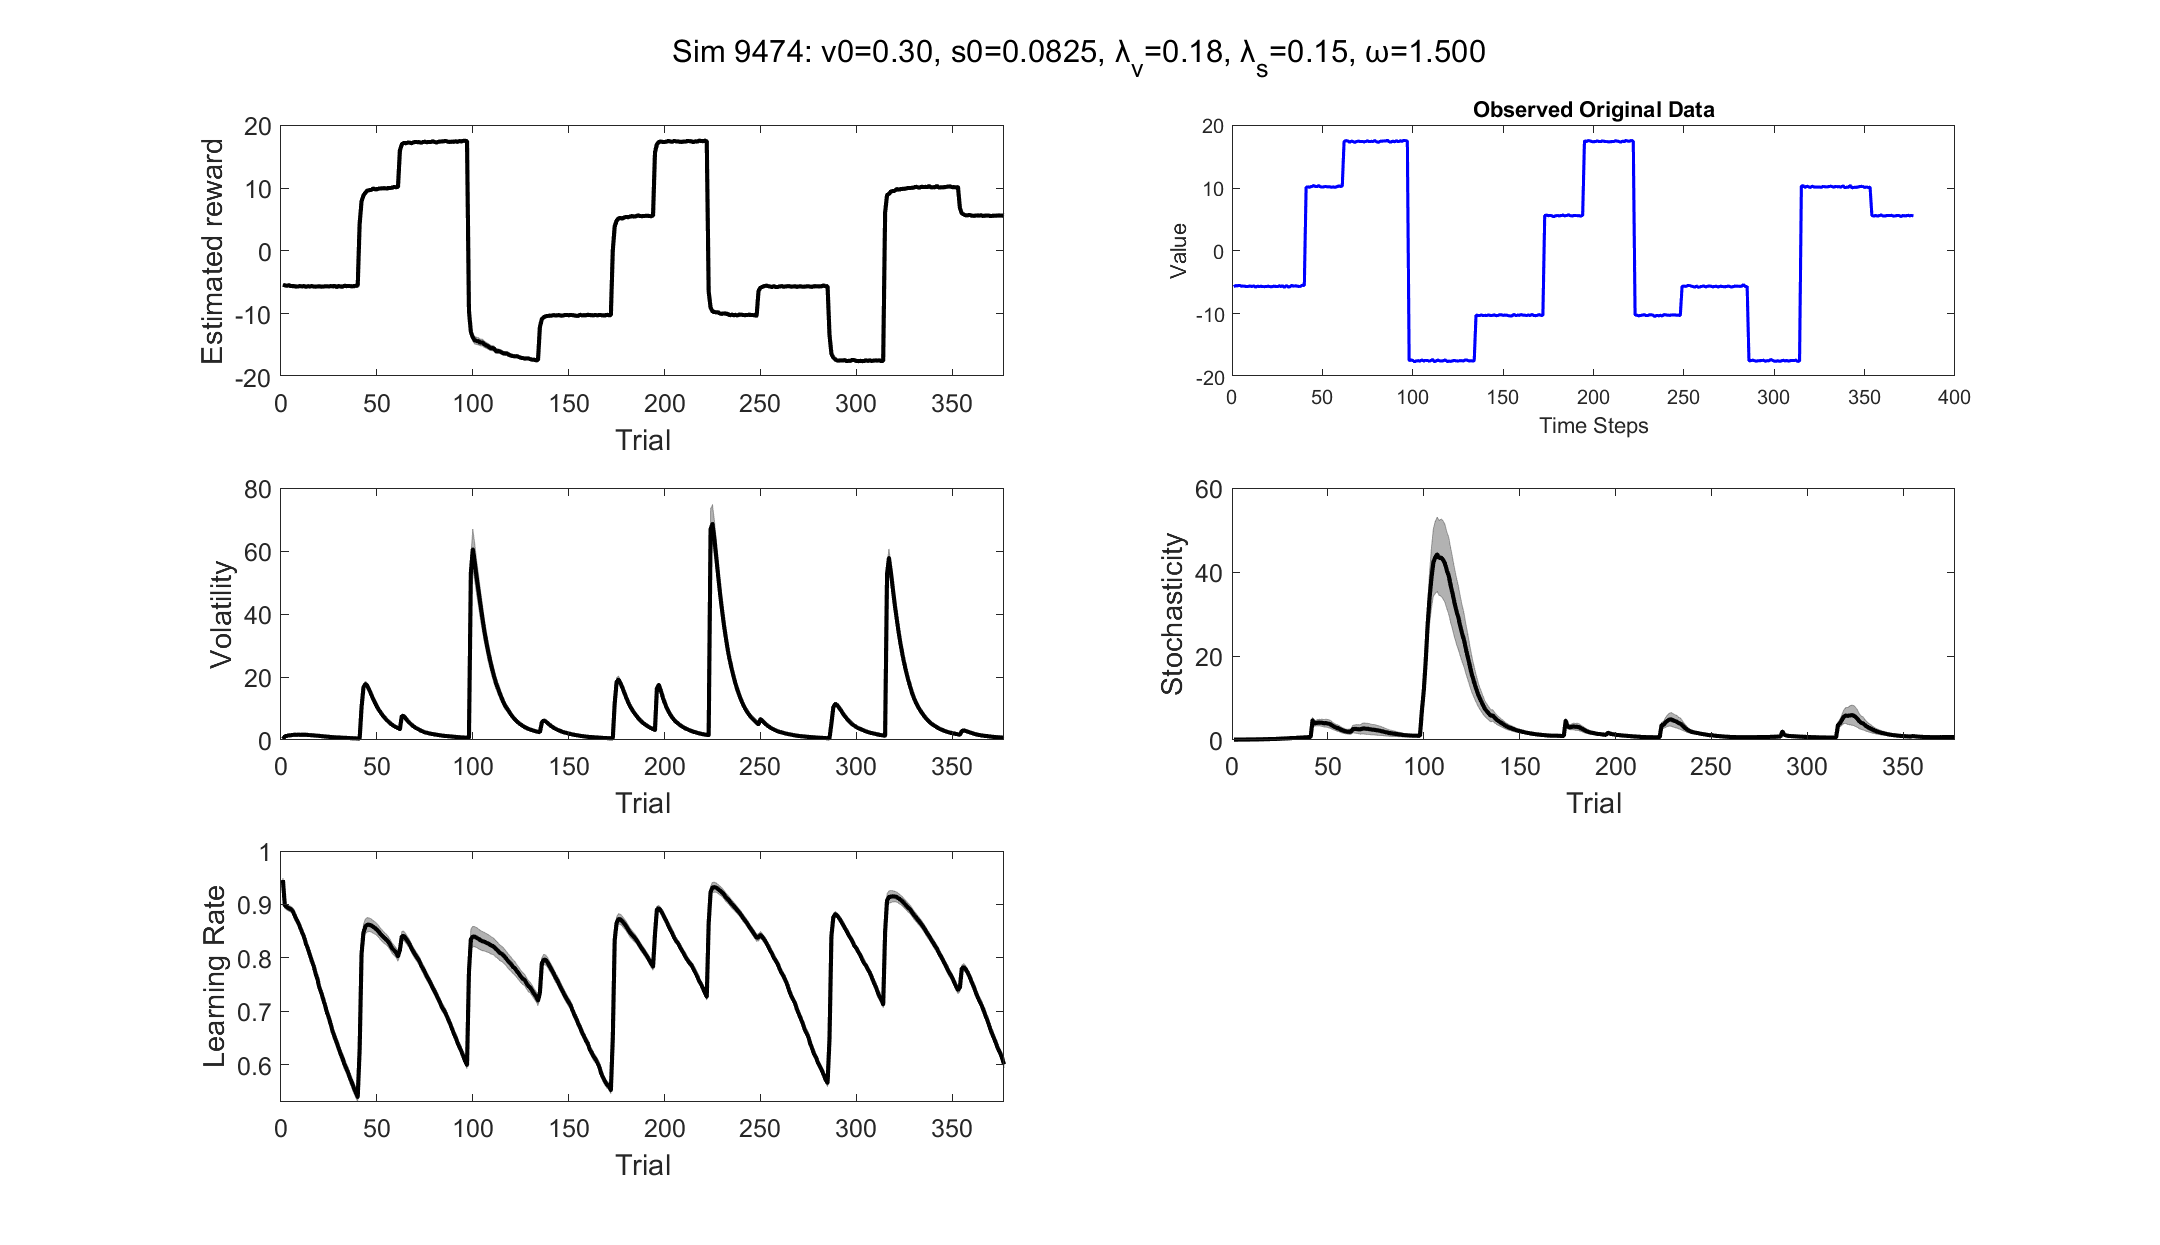 Sim 9474: v0=0.30, s0=0.0825, λ_v=0.18, λ_s=0.15, ω=1.500
Estimated reward
20
10
0
-10
-20
0 50 100 150 200 250 300 350
Trial
Observed Original Data
Value
20
10
0
-10
-20
0 50 100 150 200 250 300 350 400
Time Steps
Volatility
80
60
40
20
0
0 50 100 150 200 250 300 350
Trial
Stochasticity
60
40
20
0
0 50 100 150 200 250 300 350
Trial
Learning Rate
1
0.9
0.8
0.7
0.6
0 50 100 150 200 250 300 350
Trial